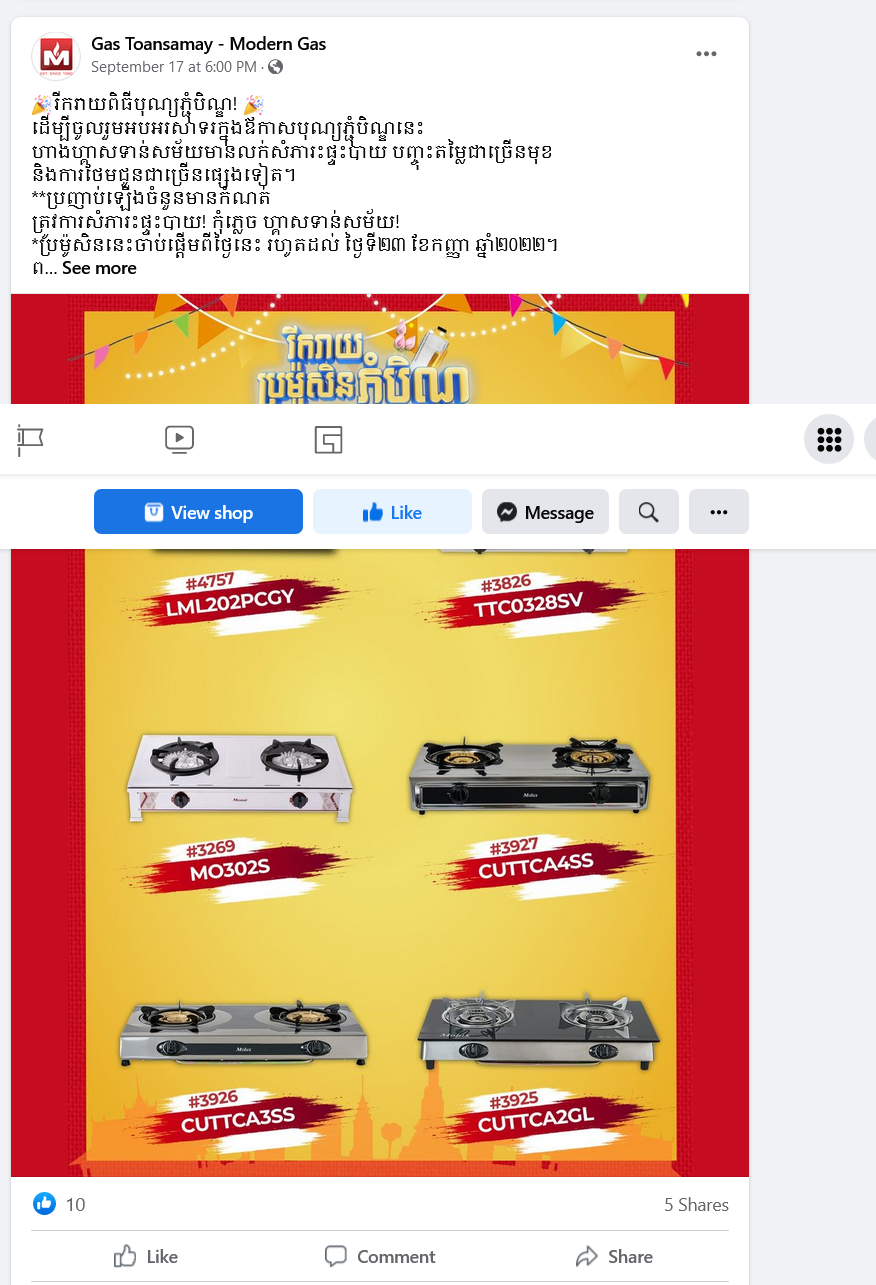 Gas Toansamay - Modern Gas
September 17 at 6:00 PM ·
🎉រីករាយពិធីបុណ្យភ្ជុំបិណ្ឌ! 🎉
ដើម្បីចូលរួមអបអរសាទរក្នុងឱកាសបុណ្យភ្ជុំបិណ្ឌនេះ
ហាងហ្គាសទាន់សម័យមានលក់សំភារះផ្ទះបាយ បញ្ចុះតម្លៃជាច្រើនមុខ
និងការថែមជូនជាច្រើនផ្សេងទៀត។
**ប្រញាប់ឡើងចំនួនមានកំណត់
ត្រូវការសំភារះផ្ទះបាយ! កុំភ្លេច ហ្គាសទាន់សម័យ!
*ប្រូម៉ូសិននេះចាប់ផ្តើមពីថ្ងៃនេះ រហូតដល់ ថ្ងៃទី២៣ ខែកញ្ញា ឆ្នាំ២០២២។
ព... See more
រីករាយ
ប្រូម៉ូសិនភ្ជុំបិណ្ឌ
View shop
Like
Message
#4757
LML202PCGY
#3826
TTC0328SV
#3269
MO302S
#3927
CUTTCA4SS
#3926
CUTTCA3SS
#3925
CUTTCA2GL
10
5 Shares
Like
Comment
Share